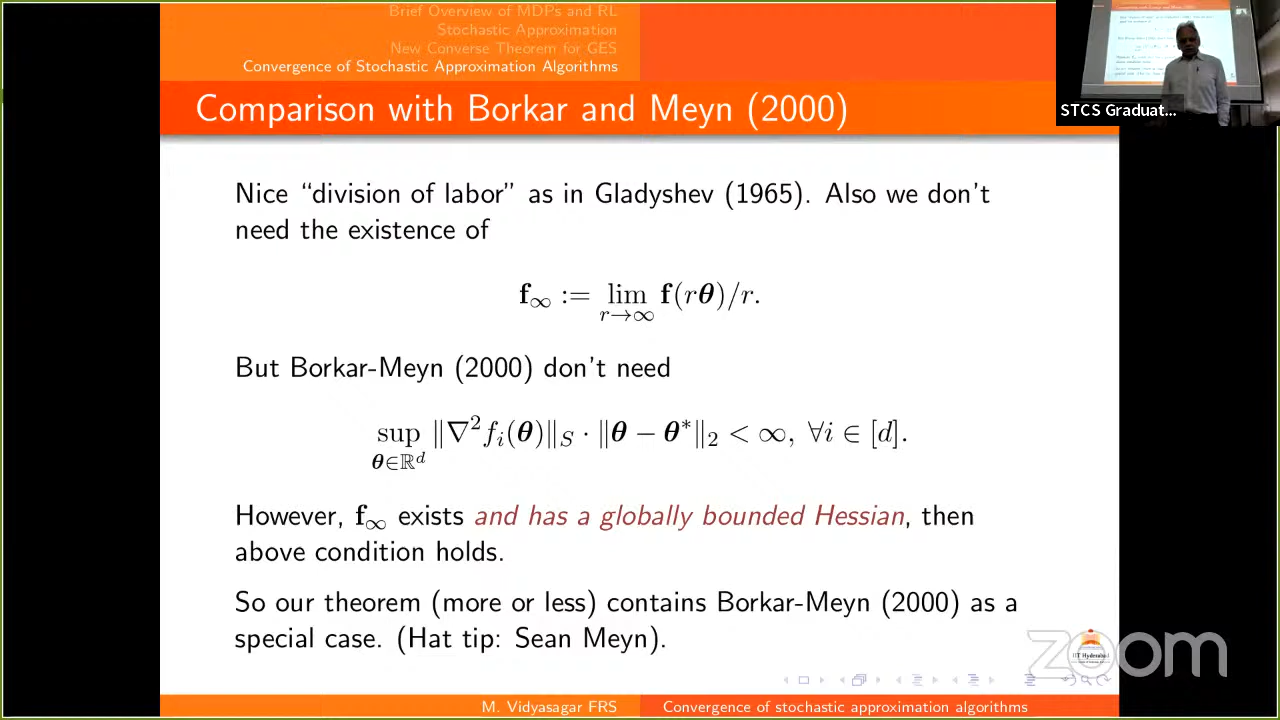 Brief Overview of MDPs and RL
Stochastic Approximation
New Converse Theorem for GES
Convergence of Stochastic Approximation Algorithms
Comparison with Borkar and Meyn (2000)
STCS Graduat...
Nice “division of labor” as in Gladyshev (1965). Also we don't
need the existence of
f∞ := lim r→∞ f(rθ)/r.
But Borkar-Meyn (2000) don't need
sup θ∈ℝ^d ‖∇²f_i(θ)‖_S · ‖θ − θ*‖₂ < ∞, ∀i ∈ [d].
However, f∞ exists and has a globally bounded Hessian, then
above condition holds.
So our theorem (more or less) contains Borkar-Meyn (2000) as a
special case. (Hat tip: Sean Meyn).
zoom
IIT Hyderabad
M. Vidyasagar FRS
Convergence of stochastic approximation algorithms